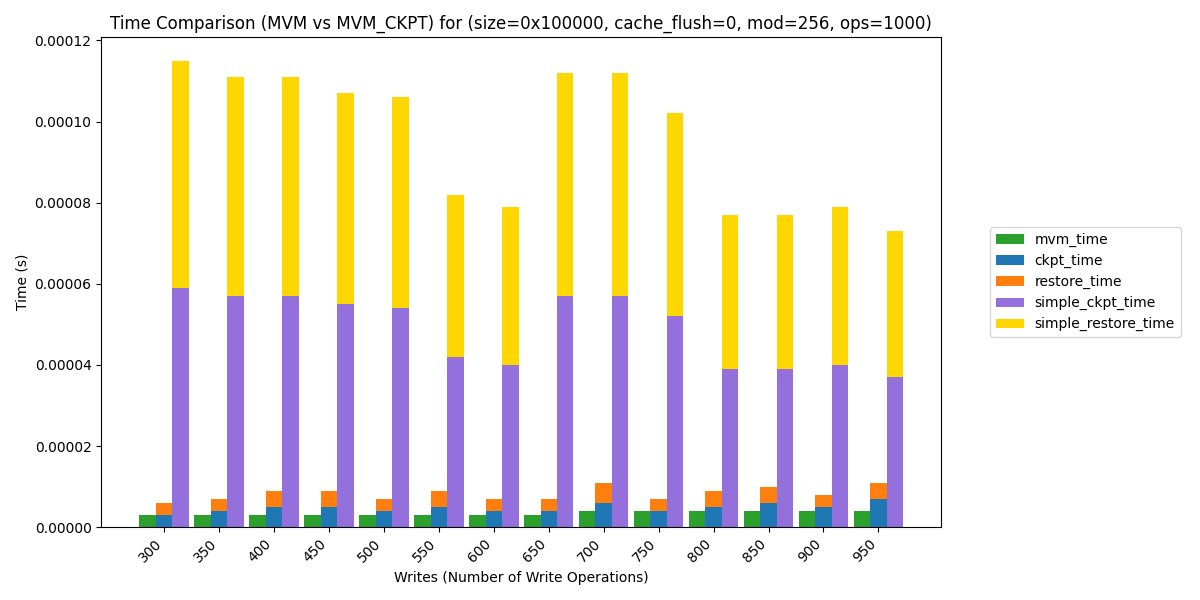 Time Comparison (MVM vs MVM_CKPT) for (size=0x100000, cache_flush=0, mod=256, ops=1000)
0.00012
0.00010
0.00008
0.00006
0.00004
0.00002
0.00000
Time (s)
300
350
400
450
500
550
600
650
700
750
800
850
900
950
Writes (Number of Write Operations)
mvm_time
ckpt_time
restore_time
simple_ckpt_time
simple_restore_time